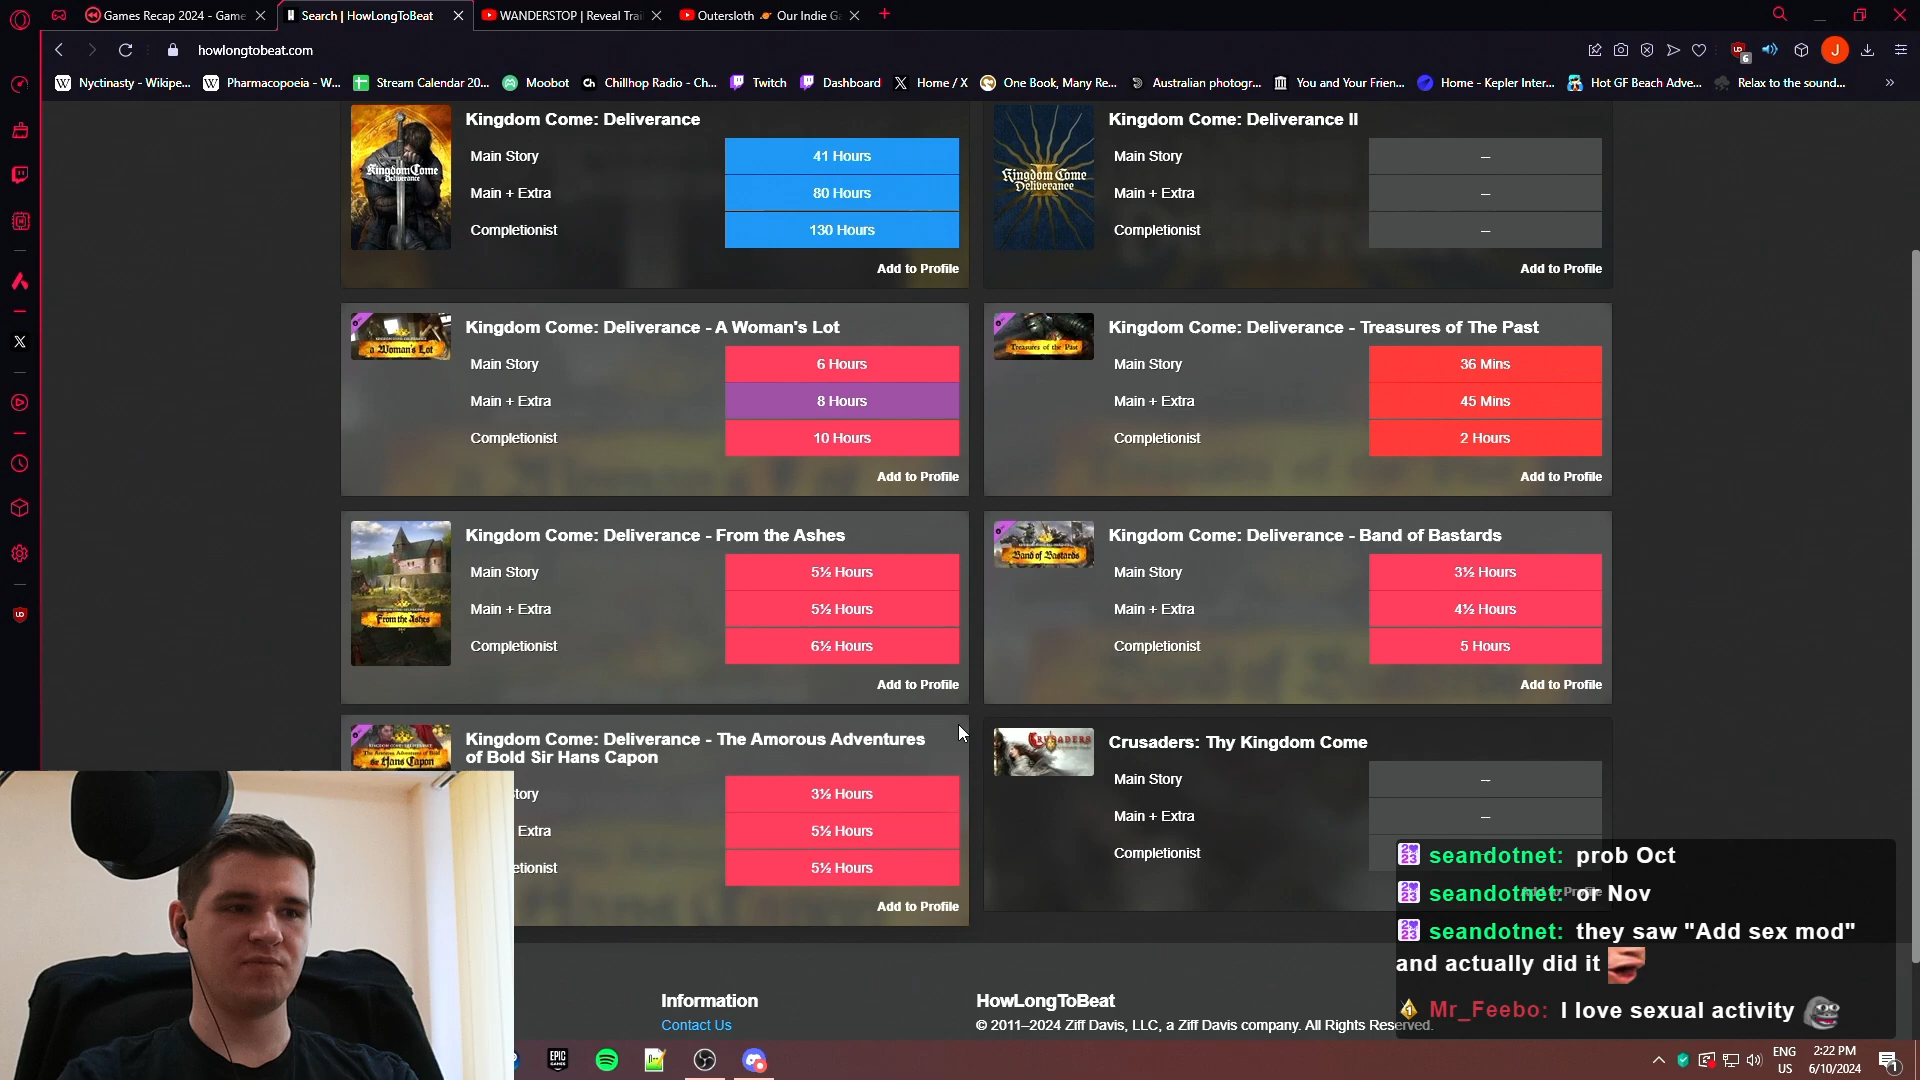 Games Recap 2024 - Game
Search | HowLongToBeat
WANDERSTOP | Reveal Trai
Outersloth 🪐 Our Indie Ga
howlongtobeat.com
6
J
Nyctinasty - Wikipe...
Pharmacopoeia - W...
Stream Calendar 20...
Moobot
Chillhop Radio - Ch...
Twitch
Dashboard
Home / X
One Book, Many Re...
Australian photogr...
You and Your Frien...
Home - Kepler Inter...
Hot GF Beach Adve...
Relax to the sound...
Kingdom Come: Deliverance
Main Story 41 Hours
Main + Extra 80 Hours
Completionist 130 Hours
Add to Profile
Kingdom Come: Deliverance II
Main Story --
Main + Extra --
Completionist --
Add to Profile
Kingdom Come: Deliverance - A Woman's Lot
Main Story 6 Hours
Main + Extra 8 Hours
Completionist 10 Hours
Add to Profile
Kingdom Come: Deliverance - Treasures of The Past
Main Story 36 Mins
Main + Extra 45 Mins
Completionist 2 Hours
Add to Profile
Kingdom Come: Deliverance - From the Ashes
Main Story 5½ Hours
Main + Extra 5½ Hours
Completionist 6½ Hours
Add to Profile
Kingdom Come: Deliverance - Band of Bastards
Main Story 3½ Hours
Main + Extra 4½ Hours
Completionist 5 Hours
Add to Profile
Kingdom Come: Deliverance - The Amorous Adventures
of Bold Sir Hans Capon
tory 3½ Hours
Extra 5½ Hours
etionist 5½ Hours
Add to Profile
Crusaders: Thy Kingdom Come
Main Story --
Main + Extra --
Completionist
Add to Profile
seandotnet: prob Oct
seandotnet: or Nov
seandotnet: they saw "Add sex mod"
and actually did it
Mr_Feebo: I love sexual activity
Information
Contact Us
HowLongToBeat
© 2011–2024 Ziff Davis, LLC, a Ziff Davis company. All Rights Reserved.
EPIC
GAMES
ENG
US
2:22 PM
6/10/2024
1